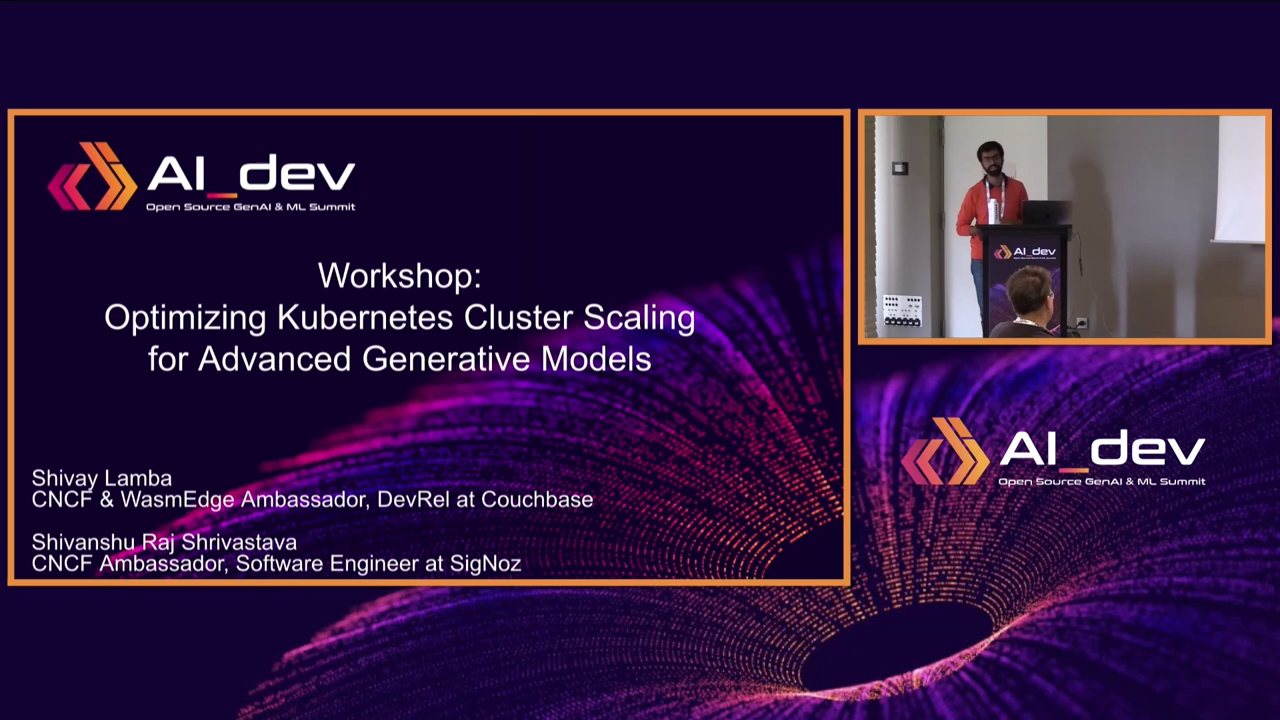 AI_dev
Open Source GenAI & ML Summit
Workshop:
Optimizing Kubernetes Cluster Scaling
for Advanced Generative Models
Shivay Lamba
CNCF & WasmEdge Ambassador, DevRel at Couchbase
Shivanshu Raj Shrivastava
CNCF Ambassador, Software Engineer at SigNoz
AI_dev
AI_dev
Open Source GenAI & ML Summit